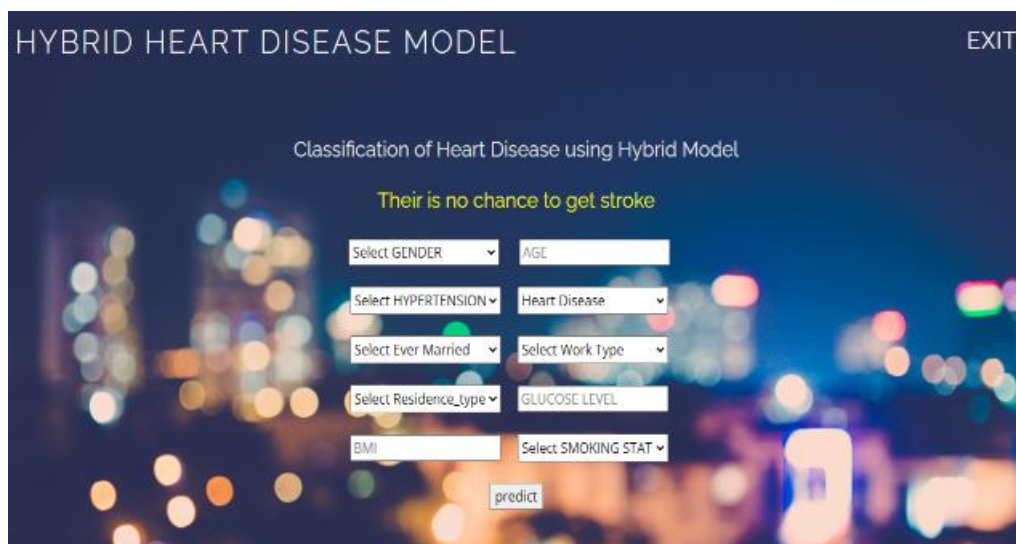 HYBRID HEART DISEASE MODEL EXIT
Classification of Heart Disease using Hybrid Model
Their is no chance to get stroke
Select GENDER AGE
Select HYPERTENSION Heart Disease
Select Ever Married Select Work Type
Select Residence_type GLUCOSE LEVEL
BMI Select SMOKING STAT
predict